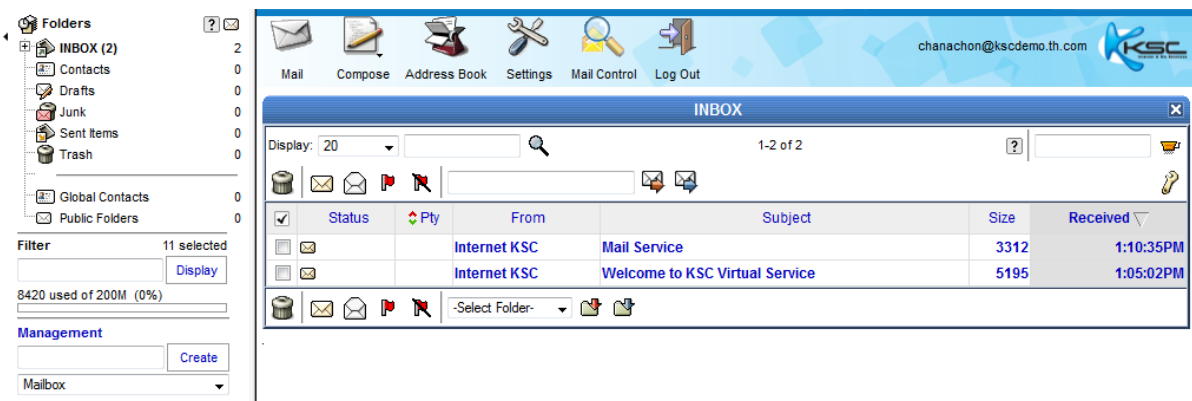 Folders ?
INBOX (2) 2
Contacts 0
Drafts 0
Junk 0
Sent Items 0
Trash 0
Global Contacts 0
Public Folders 0
Filter 11 selected
Display
8420 used of 200M (0%)
Management
Create
Mailbox
Mail Compose Address Book Settings Mail Control Log Out
chanachon@kscdemo.th.com
KSC
INBOX
Display: 20 1-2 of 2 ?
Status Pty From Subject Size Received
Internet KSC Mail Service 3312 1:10:35PM
Internet KSC Welcome to KSC Virtual Service 5195 1:05:02PM
-Select Folder-